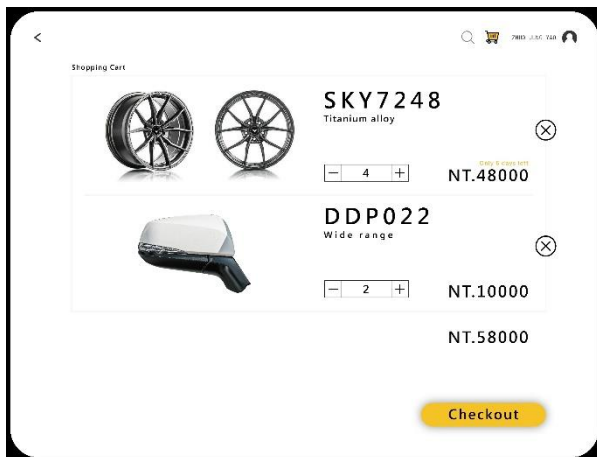 Shopping Cart
SKY7248
Titanium alloy
4
NT.48000
DDP022
Wide range
2
NT.10000
NT.58000
Checkout